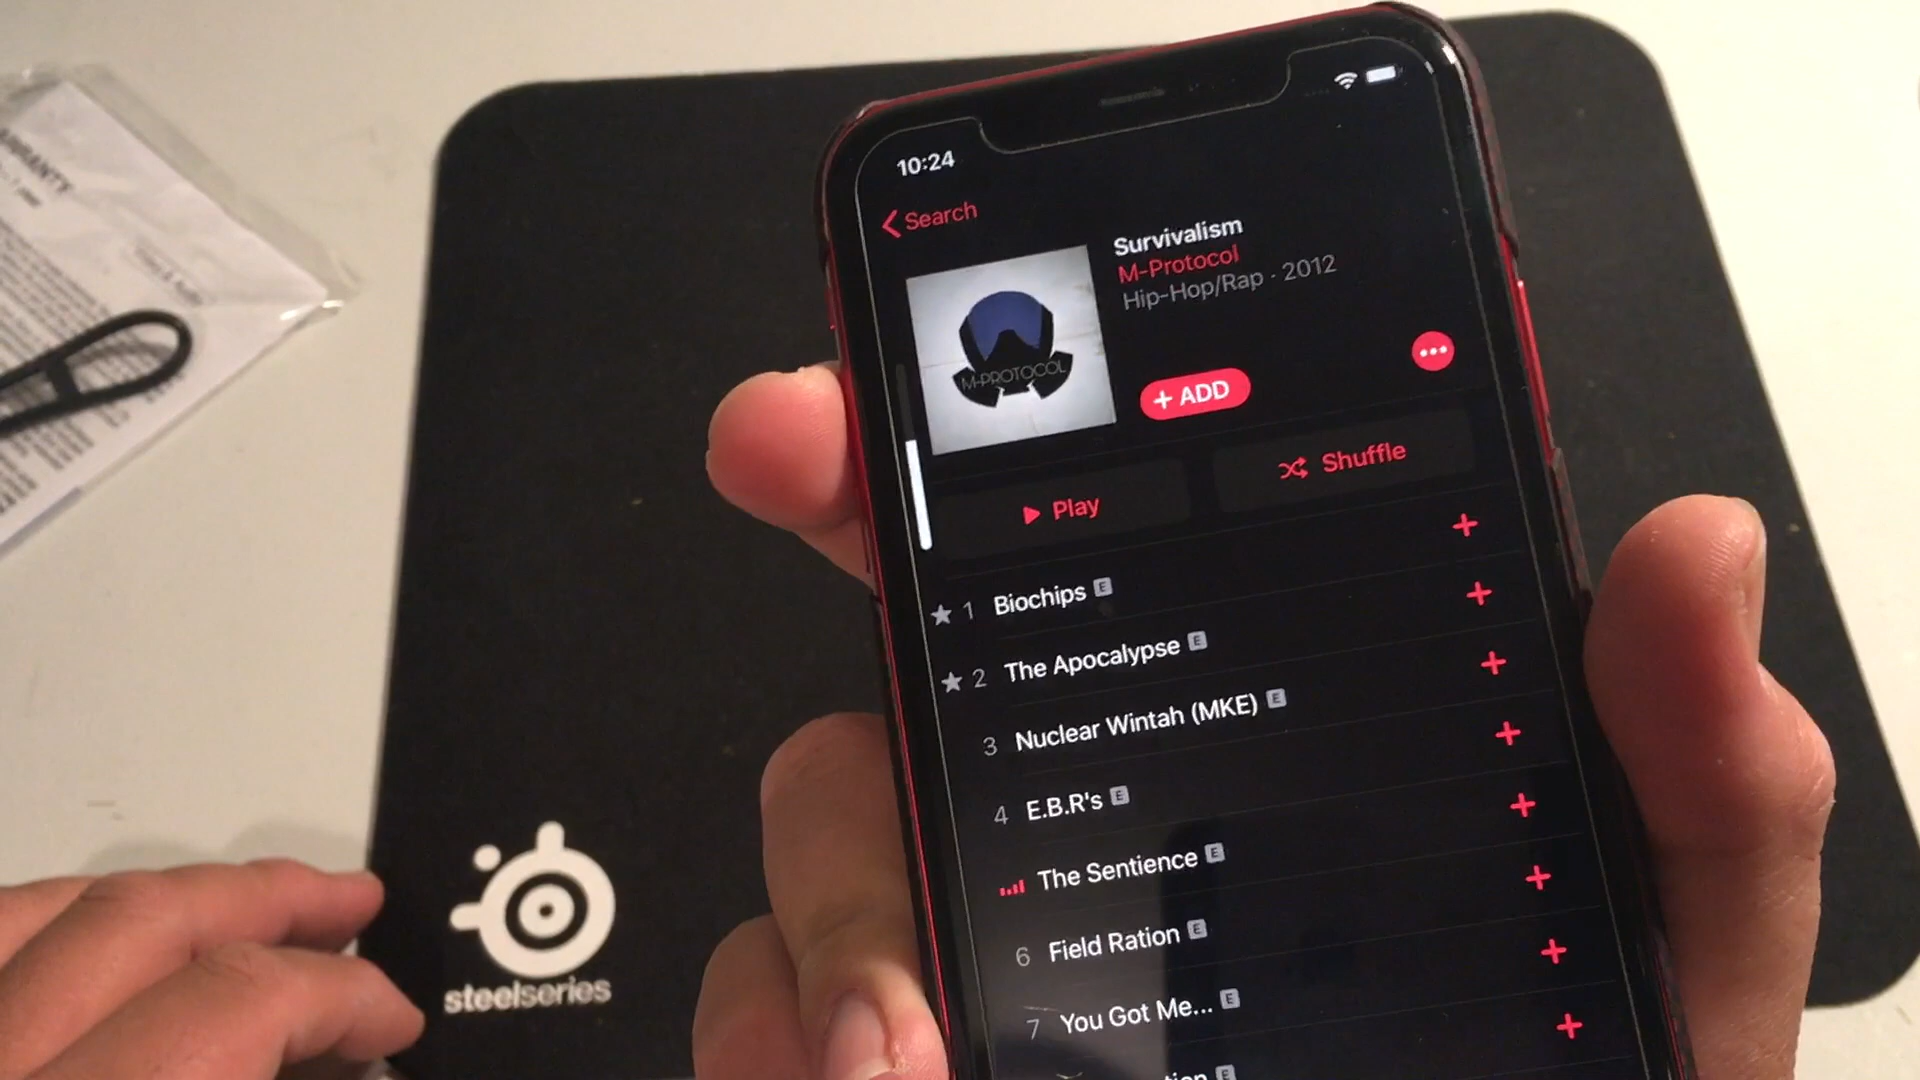 10:24
Search
Survivalism
M-Protocol
Hip-Hop/Rap · 2012
M-PROTOCOL
+ ADD
Play
Shuffle
1 Biochips E
2 The Apocalypse E
3 Nuclear Wintah (MKE) E
4 E.B.R's E
The Sentience E
6 Field Ration E
7 You Got Me... E
E
steelseries